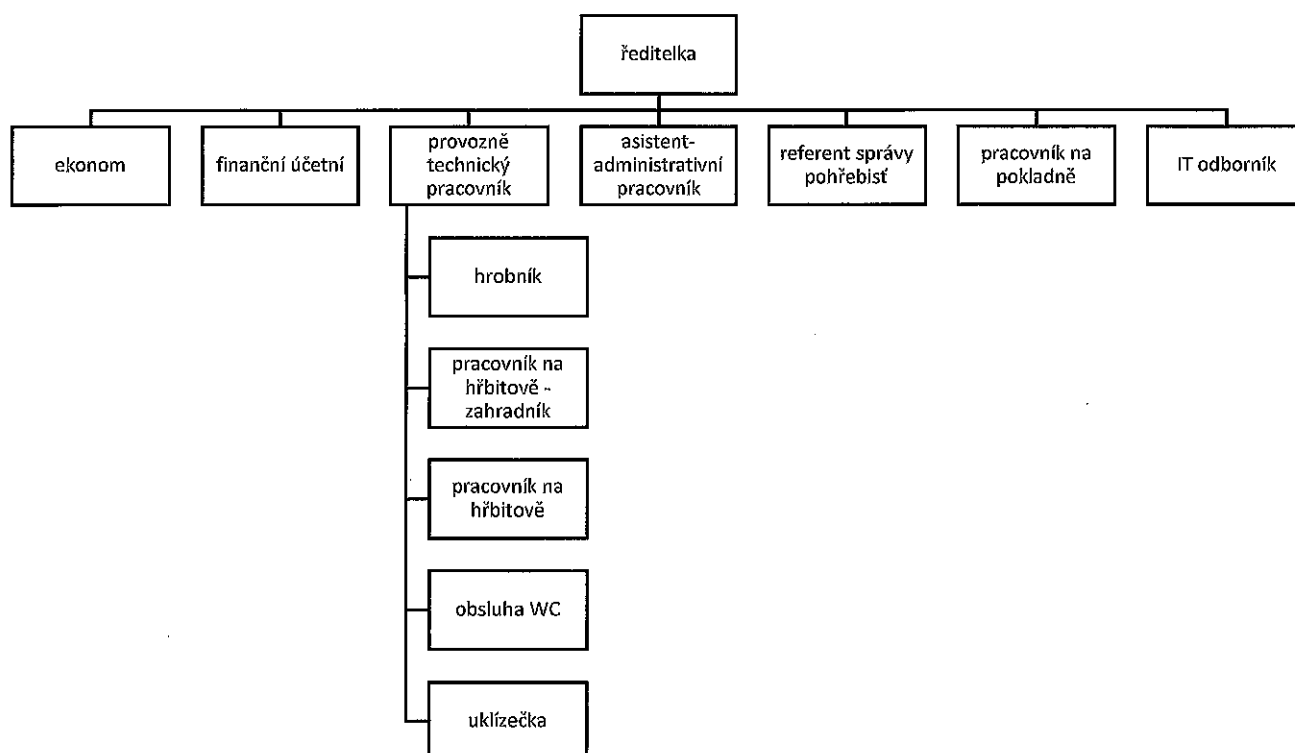 ředitelka
ekonom
finanční účetní
provozně
technický
pracovník
asistent-
administrativní
pracovník
referent správy
pohřebisť
pracovník na
pokladně
IT odborník
hrobník
pracovník na
hřbitově -
zahradník
pracovník na
hřbitově
obsluha WC
uklízečka